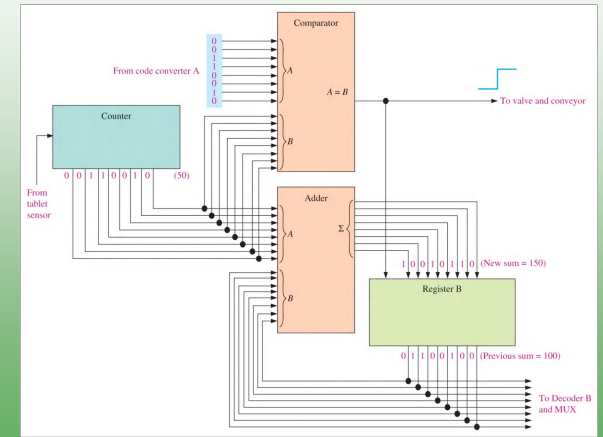 Comparator
0
0
1
1
0
0
1
0
From code converter A
A
A = B
To valve and conveyor
B
Counter
0 0 1 1 0 0 1 0 (50)
From
tablet
sensor
Adder
A
Σ
B
1 0 0 1 0 1 1 0 (New sum = 150)
Register B
0 1 1 0 0 1 0 0 (Previous sum = 100)
To Decoder B
and MUX